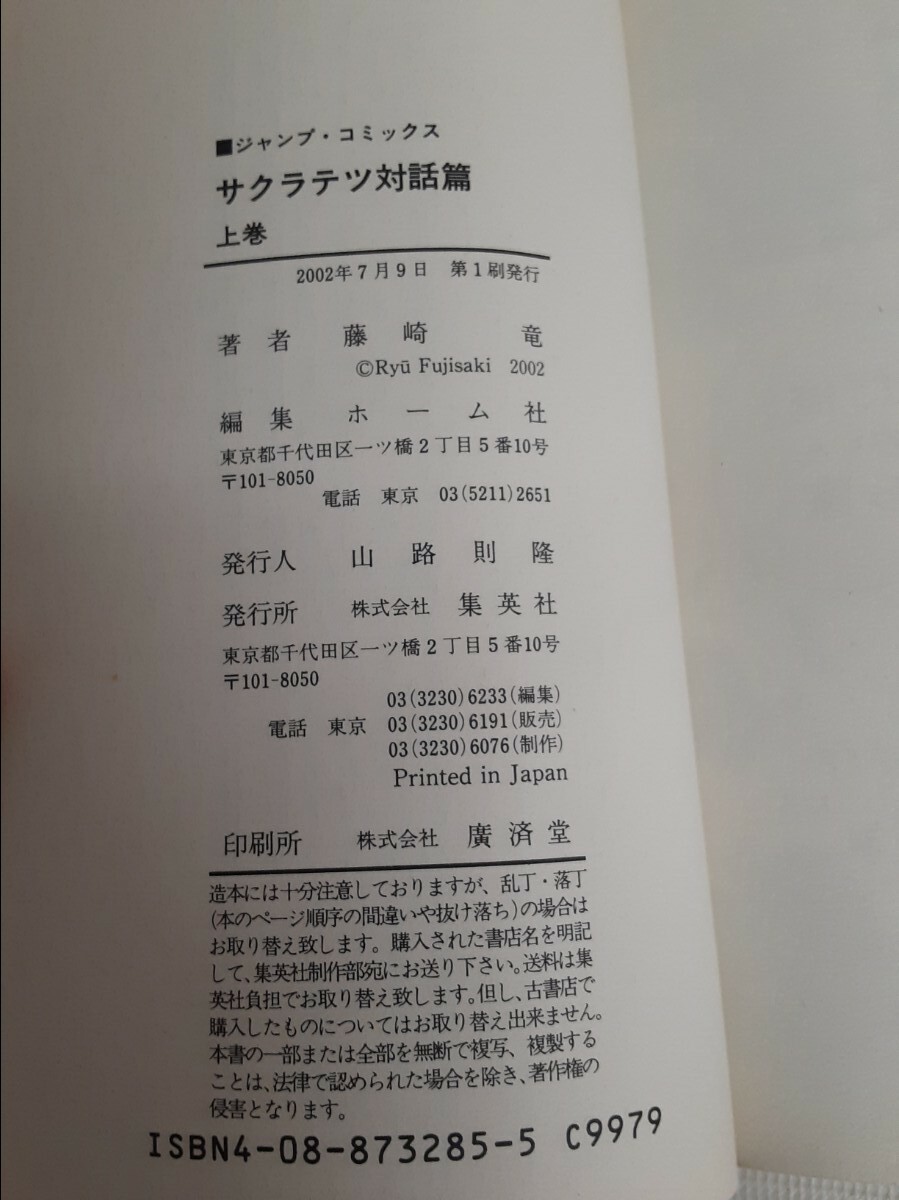 ■ジャンプ・コミックス
サクラテツ対話篇
上巻
2002年7月9日　第1刷発行
著者　藤崎　竜
©Ryū Fujisaki 2002
編集　ホーム社
東京都千代田区一ツ橋2丁目5番10号
〒101-8050
電話　東京　03(5211)2651
発行人　山路則隆
発行所　株式会社　集英社
東京都千代田区一ツ橋2丁目5番10号
〒101-8050
03(3230)6233(編集)
電話　東京　03(3230)6191(販売)
03(3230)6076(制作)
Printed in Japan
印刷所　株式会社　廣済堂
造本には十分注意しておりますが、乱丁・落丁
(本のページ順序の間違いや抜け落ち)の場合は
お取り替え致します。購入された書店名を明記
して、集英社制作部宛にお送り下さい。送料は集
英社負担でお取り替え致します。但し、古書店で
購入したものについてはお取り替え出来ません。
本書の一部または全部を無断で複写、複製する
ことは、法律で認められた場合を除き、著作権の
侵害となります。
ISBN4-08-873285-5 C9979